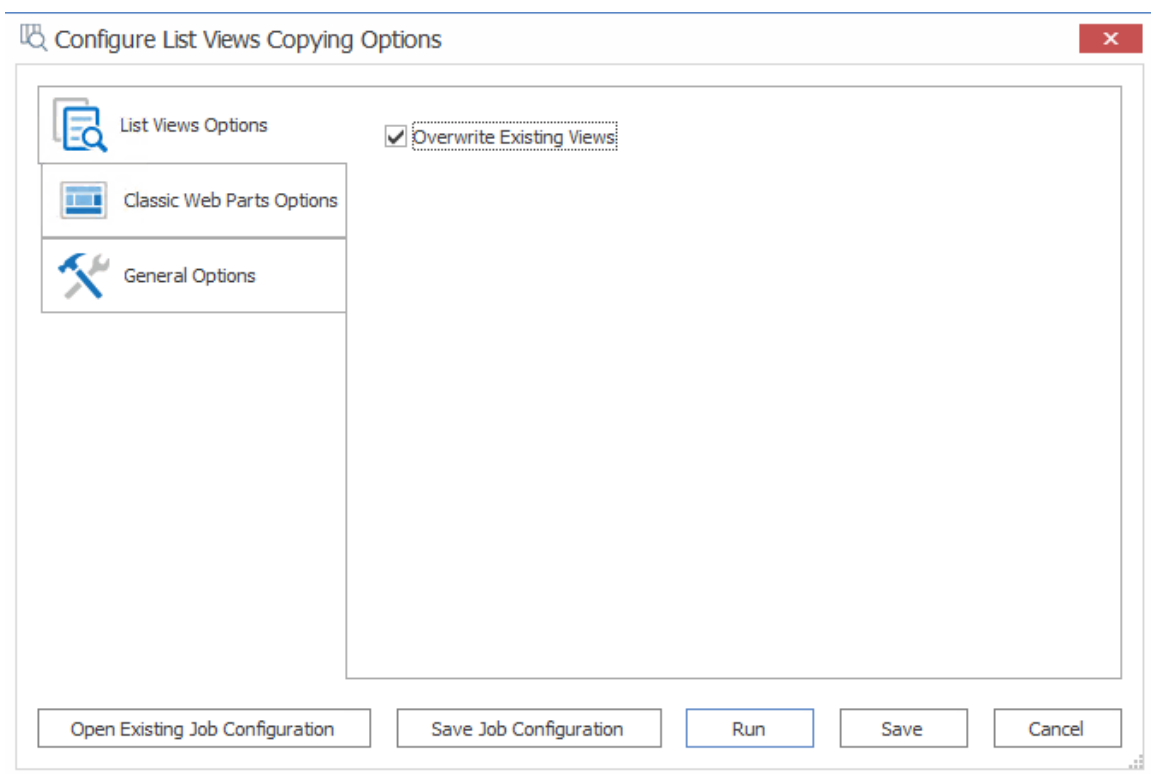 Configure List Views Copying Options
List Views Options
Overwrite Existing Views
Classic Web Parts Options
General Options
Open Existing Job Configuration
Save Job Configuration
Run
Save
Cancel